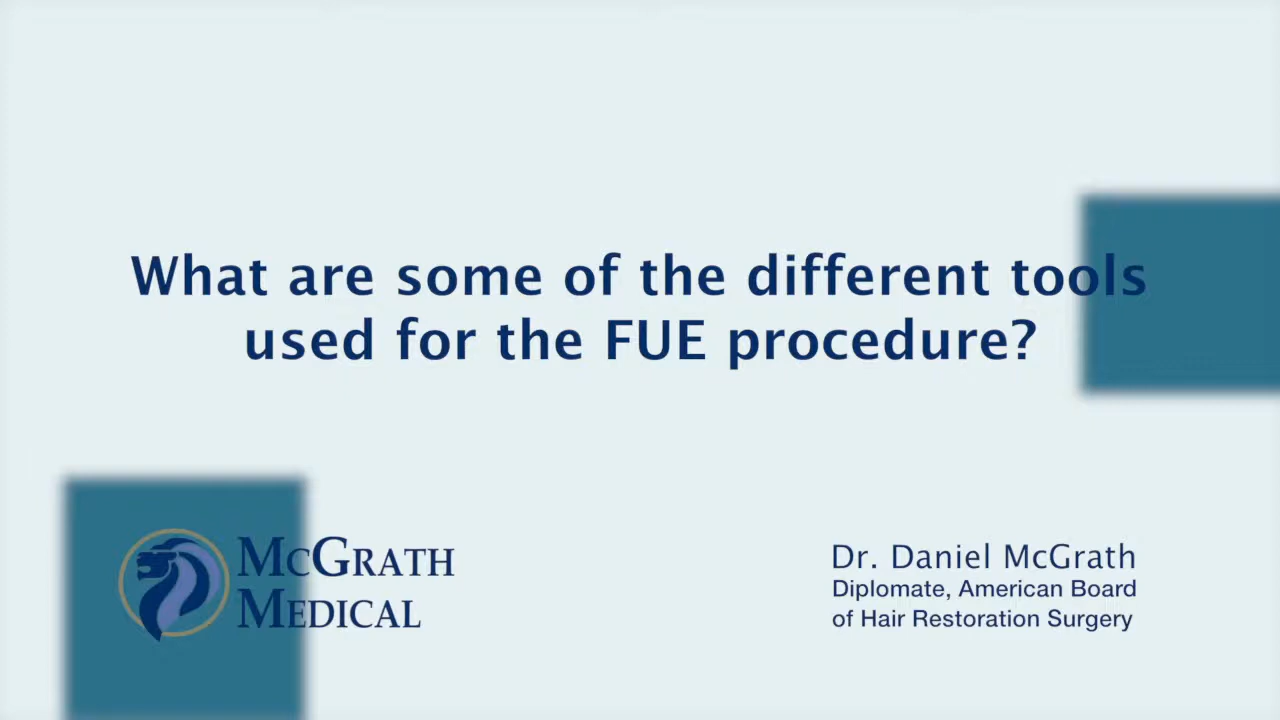 What are some of the different tools
used for the FUE procedure?
McGrath
Medical
Dr. Daniel McGrath
Diplomate, American Board
of Hair Restoration Surgery